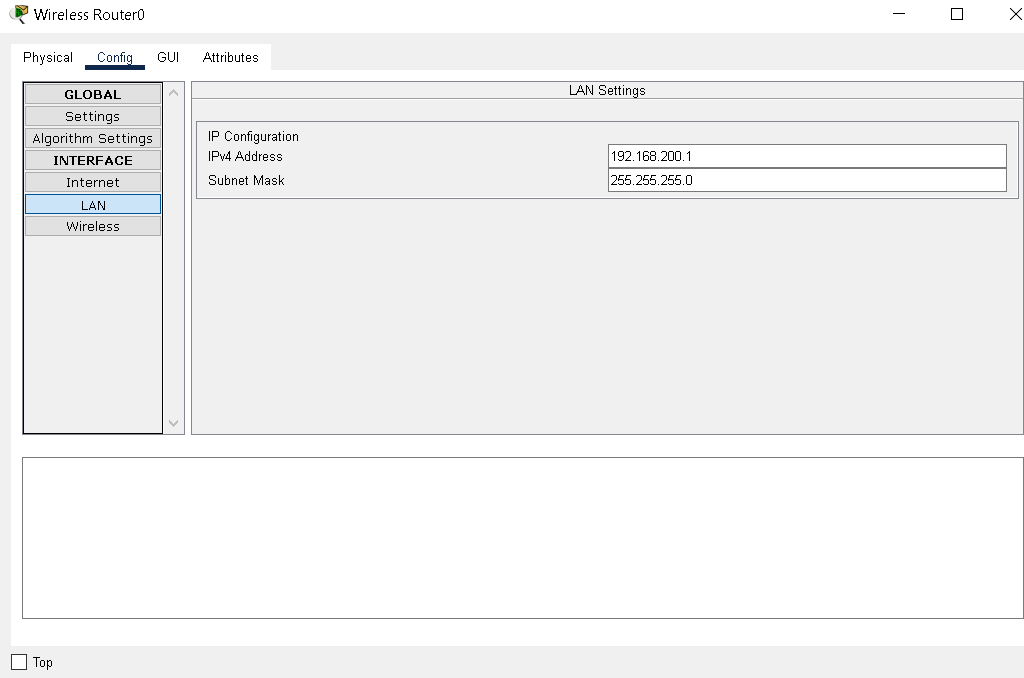 Wireless Router0
Physical Config GUI Attributes
GLOBAL
Settings
Algorithm Settings
INTERFACE
Internet
LAN
Wireless
LAN Settings
IP Configuration
IPv4 Address 192.168.200.1
Subnet Mask 255.255.255.0
Top